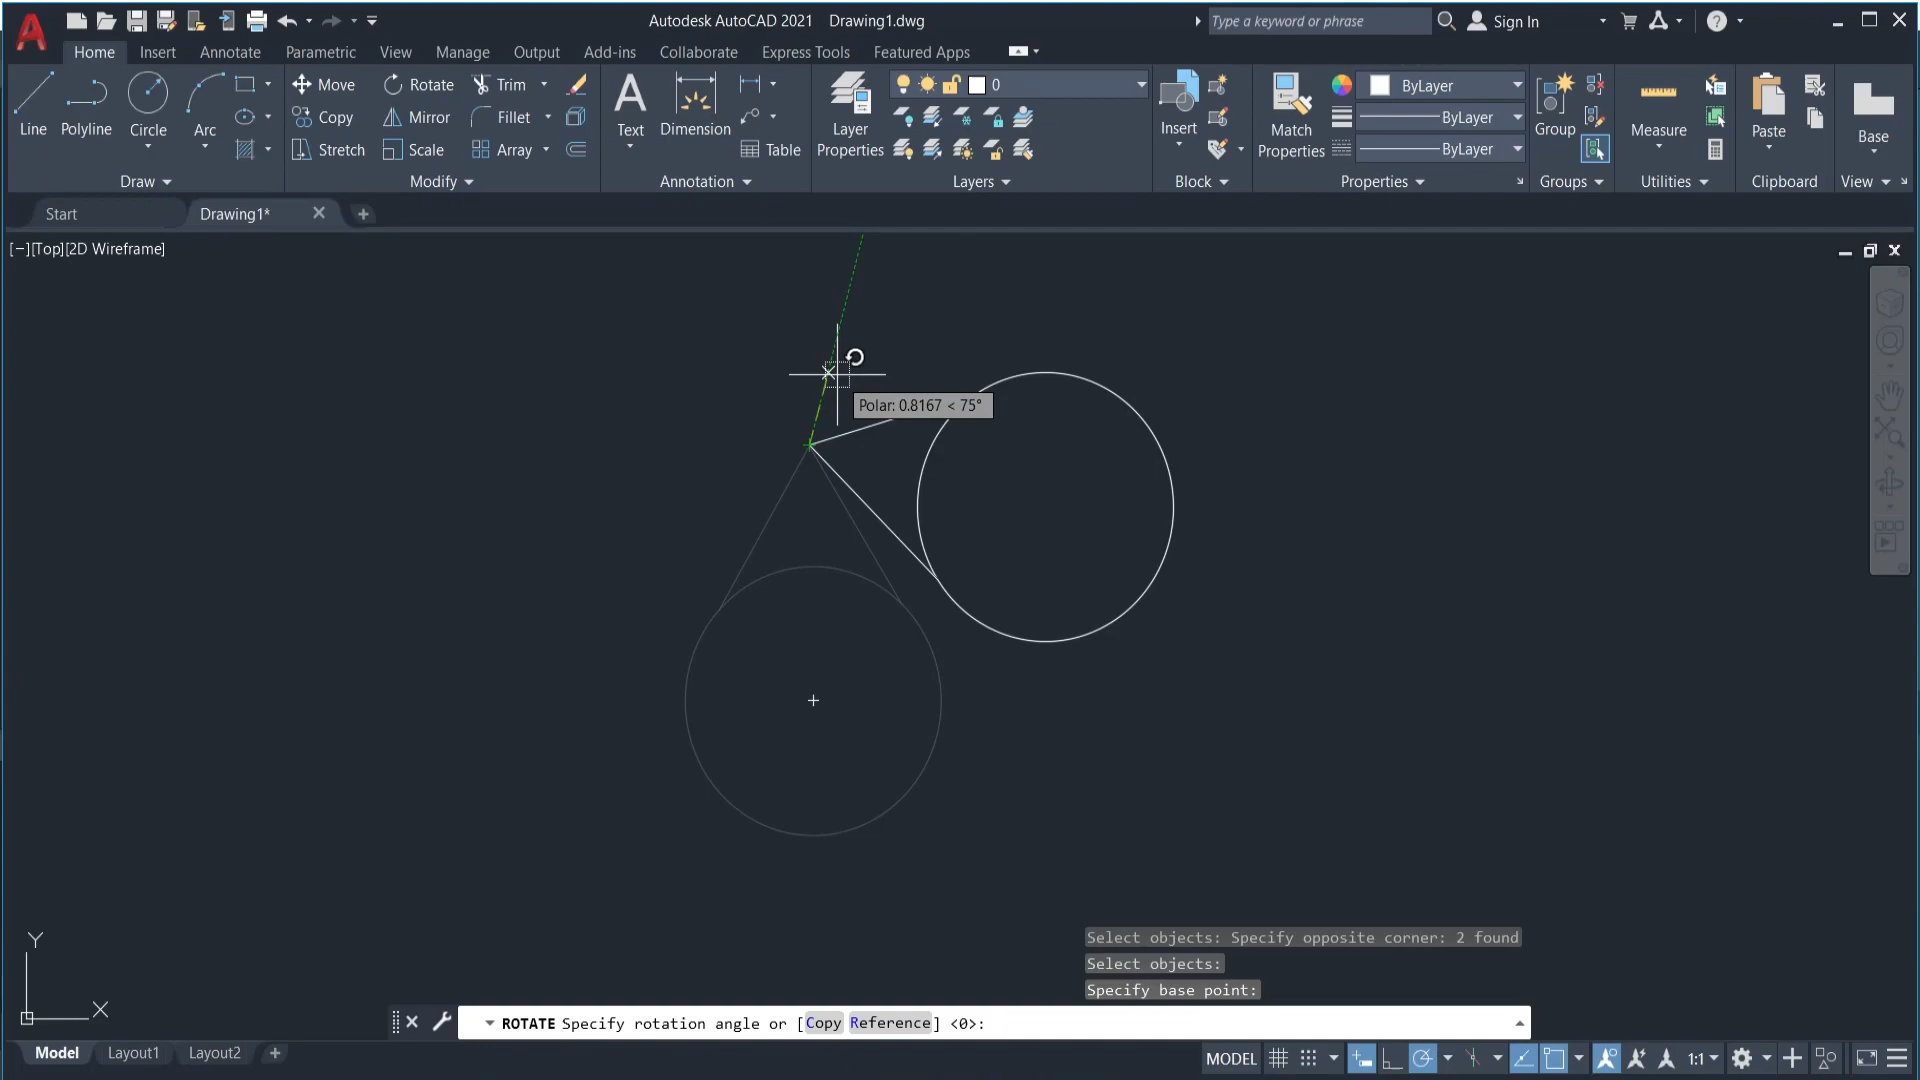 Autodesk AutoCAD 2021 Drawing1.dwg
Type a keyword or phrase
Sign In
Home Insert Annotate Parametric View Manage Output Add-ins Collaborate Express Tools Featured Apps
Line Polyline Circle Arc
Move Rotate Trim
Copy Mirror Fillet
Stretch Scale Array
Text Dimension
Table
Layer Properties
0
Insert
Match Properties
ByLayer
ByLayer
ByLayer
Group
Measure
Paste
Base
Draw Modify Annotation Layers Block Properties Groups Utilities Clipboard View
Start Drawing1*
[−][Top][2D Wireframe]
Polar: 0.8167 < 75°
Y
X
Select objects: Specify opposite corner: 2 found
Select objects:
Specify base point:
ROTATE Specify rotation angle or [Copy Reference] <0>:
Model Layout1 Layout2
MODEL 1:1